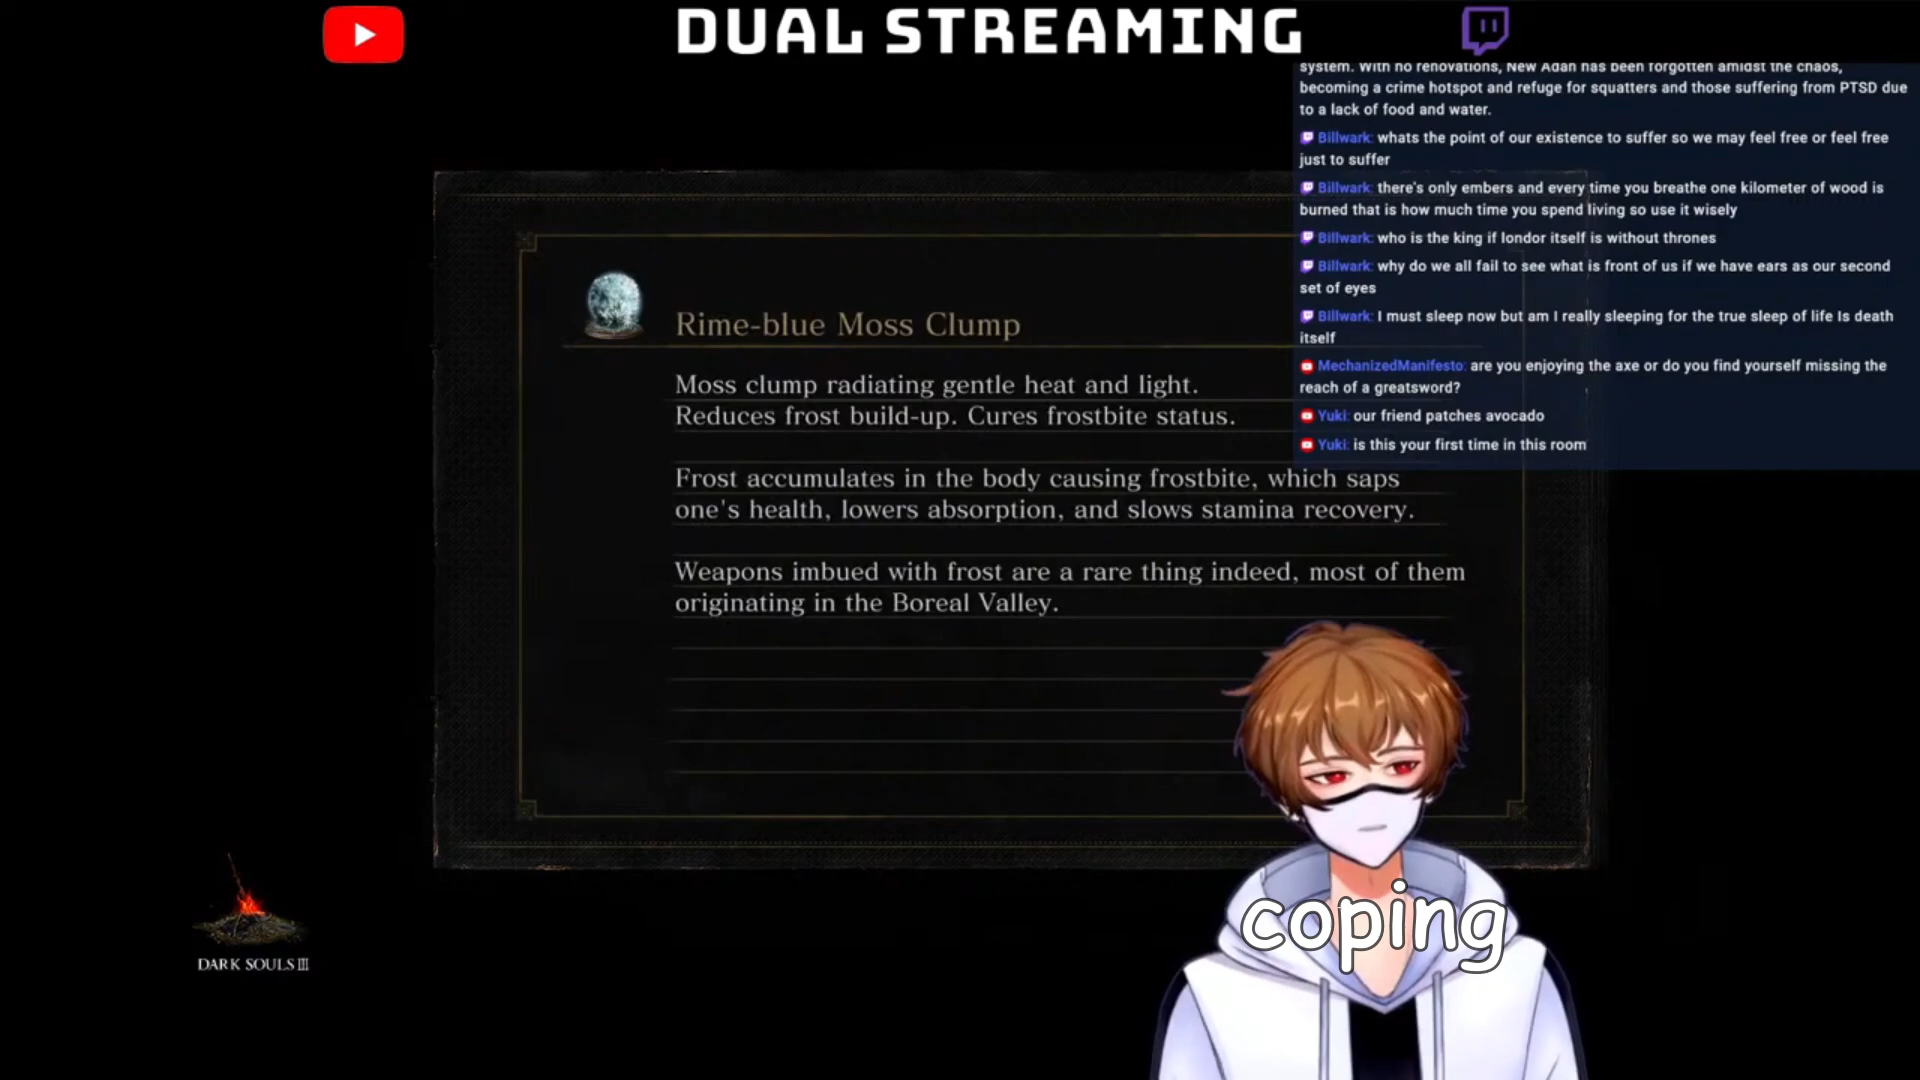 DUAL STREAMING
system. With no renovations, New Adan has been forgotten amidst the chaos,
becoming a crime hotspot and refuge for squatters and those suffering from PTSD due
to a lack of food and water.
Billwark: whats the point of our existence to suffer so we may feel free or feel free
just to suffer
Billwark: there's only embers and every time you breathe one kilometer of wood is
burned that is how much time you spend living so use it wisely
Billwark: who is the king if londor itself is without thrones
Billwark: why do we all fail to see what is front of us if we have ears as our second
set of eyes
Billwark: I must sleep now but am I really sleeping for the true sleep of life Is death
itself
MechanizedManifesto: are you enjoying the axe or do you find yourself missing the
reach of a greatsword?
Yuki: our friend patches avocado
Yuki: is this your first time in this room
Rime-blue Moss Clump
Moss clump radiating gentle heat and light.
Reduces frost build-up. Cures frostbite status.
Frost accumulates in the body causing frostbite, which saps
one's health, lowers absorption, and slows stamina recovery.
Weapons imbued with frost are a rare thing indeed, most of them
originating in the Boreal Valley.
coping
DARK SOULS III